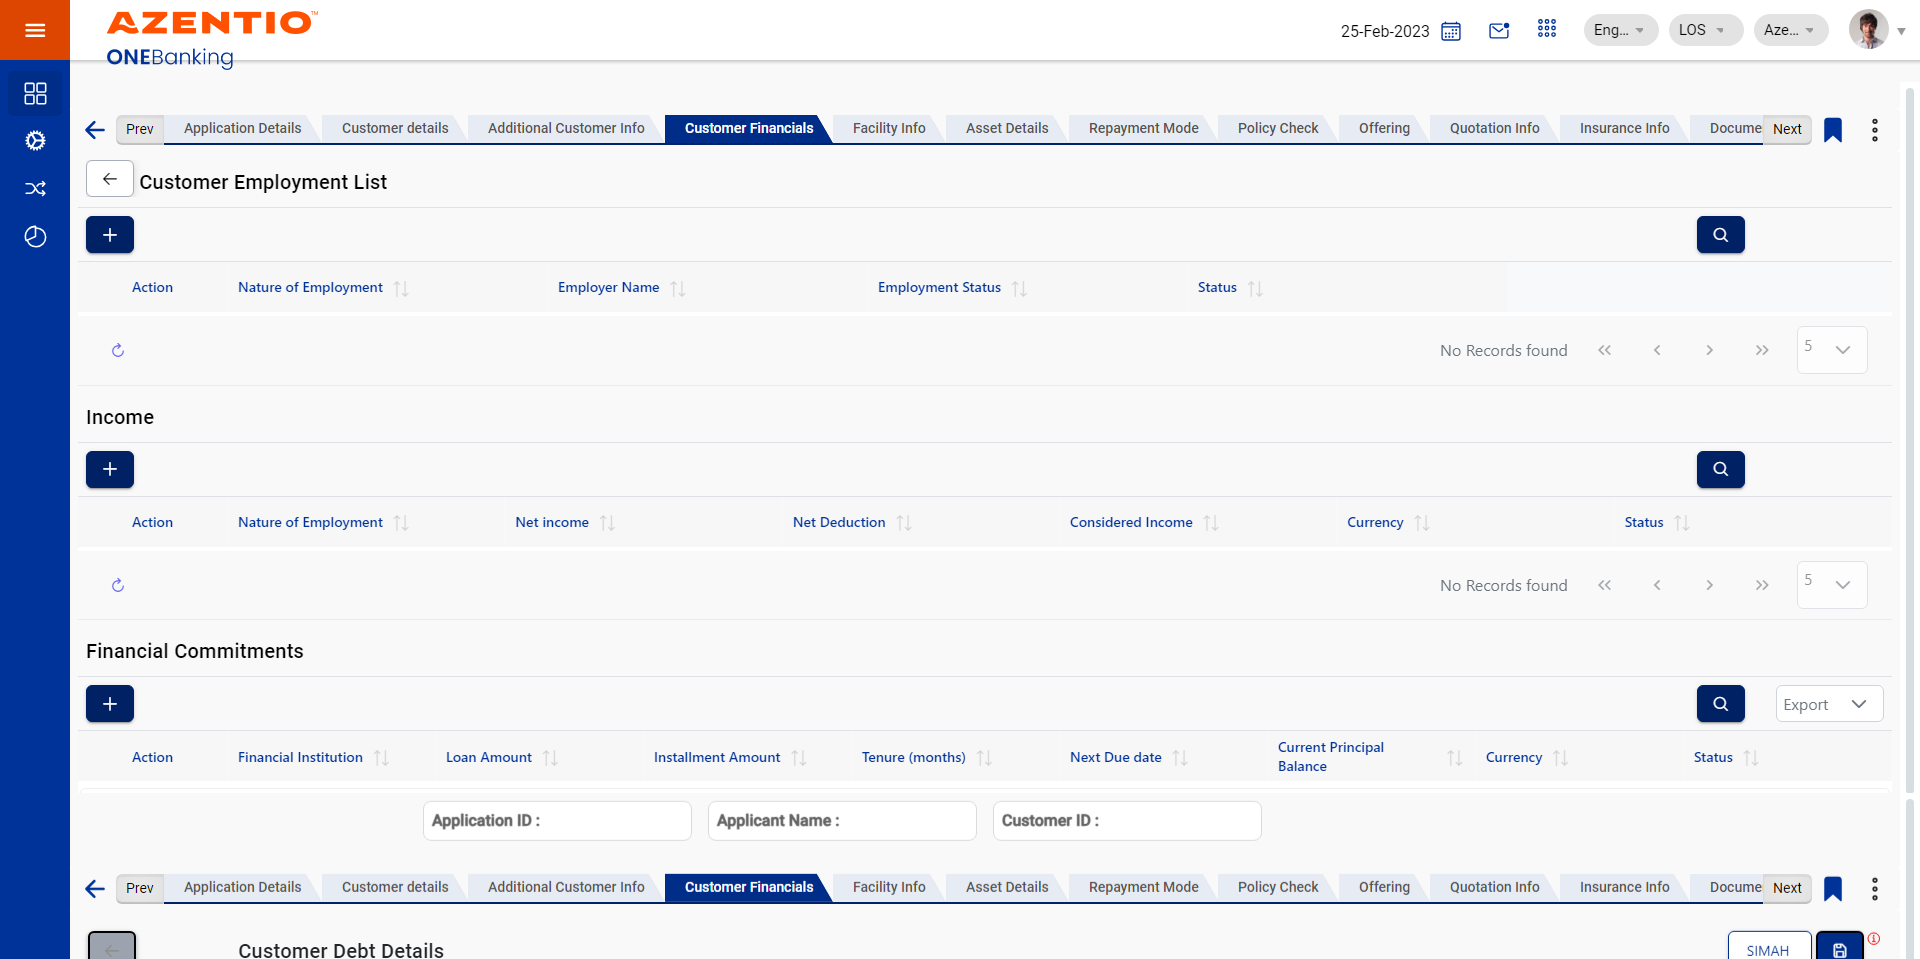 AZENTIO™
ONEBanking
25-Feb-2023
Eng...
LOS
Aze...
Prev
Application Details
Customer details
Additional Customer Info
Customer Financials
Facility Info
Asset Details
Repayment Mode
Policy Check
Offering
Quotation Info
Insurance Info
Docume
Next
Customer Employment List
Action
Nature of Employment
Employer Name
Employment Status
Status
No Records found
5
Income
Action
Nature of Employment
Net income
Net Deduction
Considered Income
Currency
Status
No Records found
5
Financial Commitments
Export
Action
Financial Institution
Loan Amount
Installment Amount
Tenure (months)
Next Due date
Current Principal
Balance
Currency
Status
Application ID :
Applicant Name :
Customer ID :
Prev
Application Details
Customer details
Additional Customer Info
Customer Financials
Facility Info
Asset Details
Repayment Mode
Policy Check
Offering
Quotation Info
Insurance Info
Docume
Next
Customer Debt Details
SIMAH